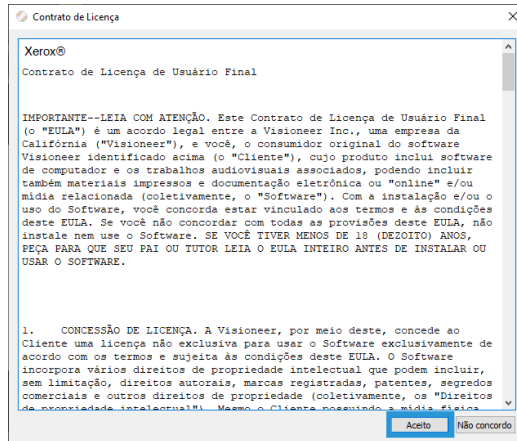 Contrato de Licença
Xerox®
Contrato de Licença de Usuário Final
IMPORTANTE--LEIA COM ATENÇÃO. Este Contrato de Licença de Usuário Final
(o "EULA") é um acordo legal entre a Visioneer Inc., uma empresa da
Califórnia ("Visioneer"), e você, o consumidor original do software
Visioneer identificado acima (o "Cliente"), cujo produto inclui software
de computador e os trabalhos audiovisuais associados, podendo incluir
também materiais impressos e documentação eletrônica ou "online" e/ou
mídia relacionada (coletivamente, o "Software"). Com a instalação e/ou o
uso do Software, você concorda estar vinculado aos termos e às condições
deste EULA. Se você não concordar com todas as provisões deste EULA, não
instale nem use o Software. SE VOCÊ TIVER MENOS DE 18 (DEZOITO) ANOS,
PEÇA PARA QUE SEU PAI OU TUTOR LEIA O EULA INTEIRO ANTES DE INSTALAR OU
USAR O SOFTWARE.
1. CONCESSÃO DE LICENÇA. A Visioneer, por meio deste, concede ao
Cliente uma licença não exclusiva para usar o Software exclusivamente de
acordo com os termos e sujeita às condições deste EULA. O Software
incorpora vários direitos de propriedade intelectual que podem incluir,
sem limitação, direitos autorais, marcas registradas, patentes, segredos
comerciais e outros direitos de propriedade (coletivamente, os "Direitos
de propriedade intelectual"). Mesmo o Cliente possuindo a mídia física
Aceito
Não concordo